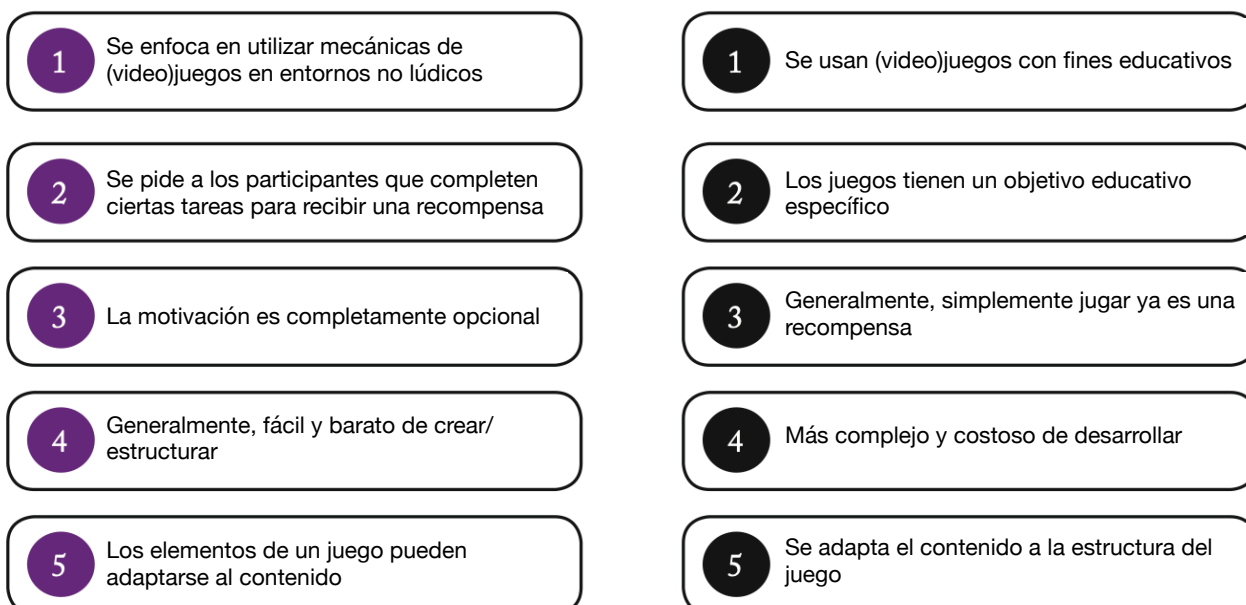 1
Se enfoca en utilizar mecánicas de
(video)juegos en entornos no lúdicos
2
Se pide a los participantes que completen
ciertas tareas para recibir una recompensa
3
La motivación es completamente opcional
4
Generalmente, fácil y barato de crear/
estructurar
5
Los elementos de un juego pueden
adaptarse al contenido
1
Se usan (video)juegos con fines educativos
2
Los juegos tienen un objetivo educativo
específico
3
Generalmente, simplemente jugar ya es una
recompensa
4
Más complejo y costoso de desarrollar
5
Se adapta el contenido a la estructura del
juego